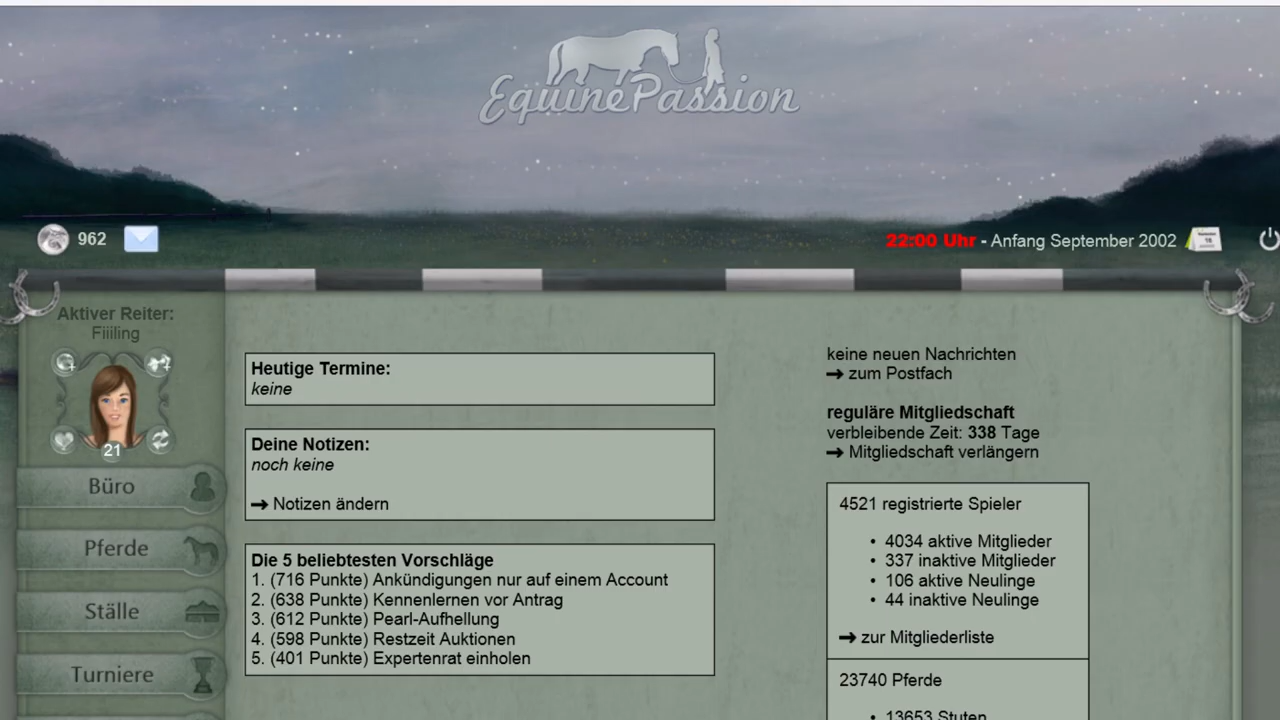 EquinePassion
962
22:00 Uhr - Anfang September 2002
Aktiver Reiter:
Fiiiling
21
Büro
Pferde
Ställe
Turniere
Heutige Termine:
keine
Deine Notizen:
noch keine
→ Notizen ändern
Die 5 beliebtesten Vorschläge
1. (716 Punkte) Ankündigungen nur auf einem Account
2. (638 Punkte) Kennenlernen vor Antrag
3. (612 Punkte) Pearl-Aufhellung
4. (598 Punkte) Restzeit Auktionen
5. (401 Punkte) Expertenrat einholen
keine neuen Nachrichten
→ zum Postfach
reguläre Mitgliedschaft
verbleibende Zeit: 338 Tage
→ Mitgliedschaft verlängern
4521 registrierte Spieler
• 4034 aktive Mitglieder
• 337 inaktive Mitglieder
• 106 aktive Neulinge
• 44 inaktive Neulinge
→ zur Mitgliederliste
23740 Pferde
• 13653 Stuten